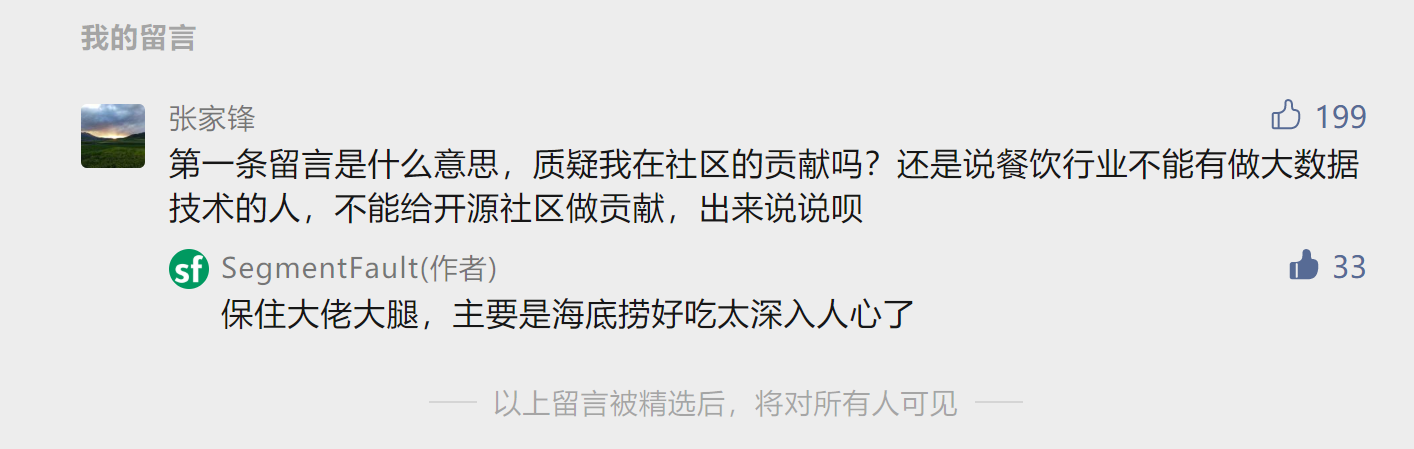 我的留言
张家锋
199
第一条留言是什么意思，质疑我在社区的贡献吗？还是说餐饮行业不能有做大数据
技术的人，不能给开源社区做贡献，出来说说呗
sf SegmentFault(作者)
33
保住大佬大腿，主要是海底捞好吃太深入人心了
以上留言被精选后，将对所有人可见